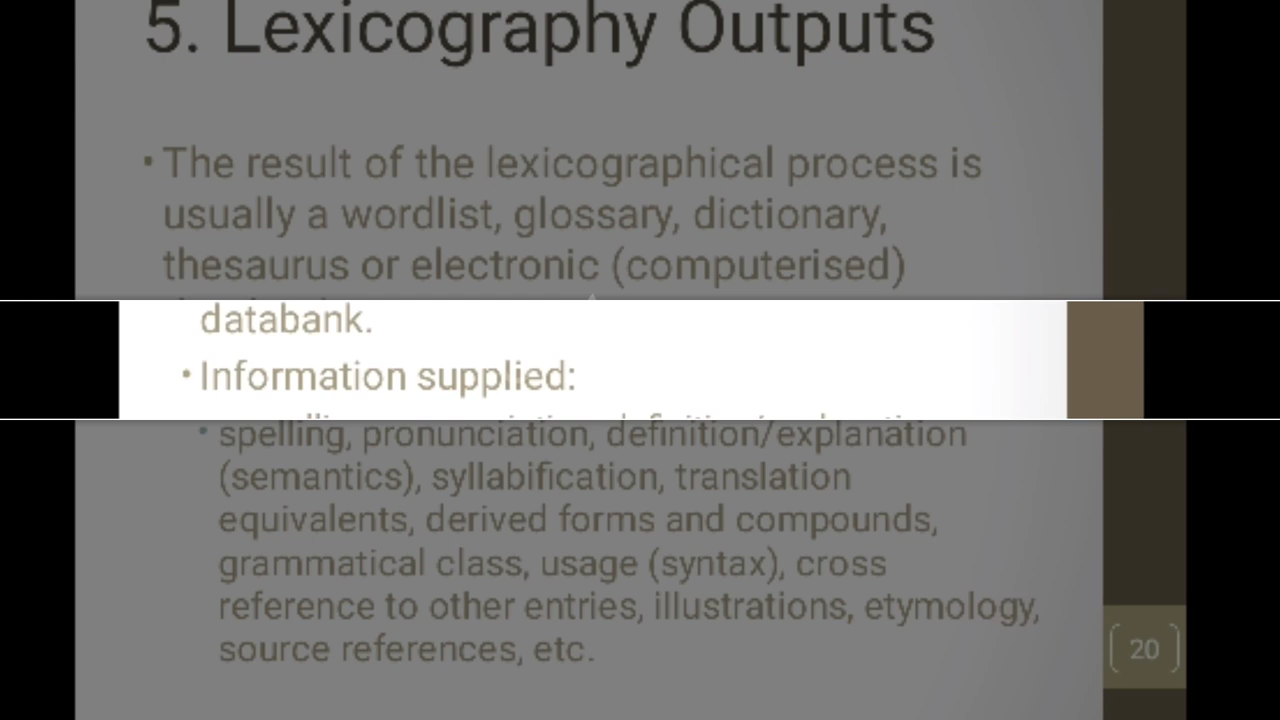 5. Lexicography Outputs
• The result of the lexicographical process is
usually a wordlist, glossary, dictionary,
thesaurus or electronic (computerised)
databank.
• Information supplied:
• spelling, pronunciation, definition/explanation
(semantics), syllabification, translation
equivalents, derived forms and compounds,
grammatical class, usage (syntax), cross
reference to other entries, illustrations, etymology,
source references, etc.
20